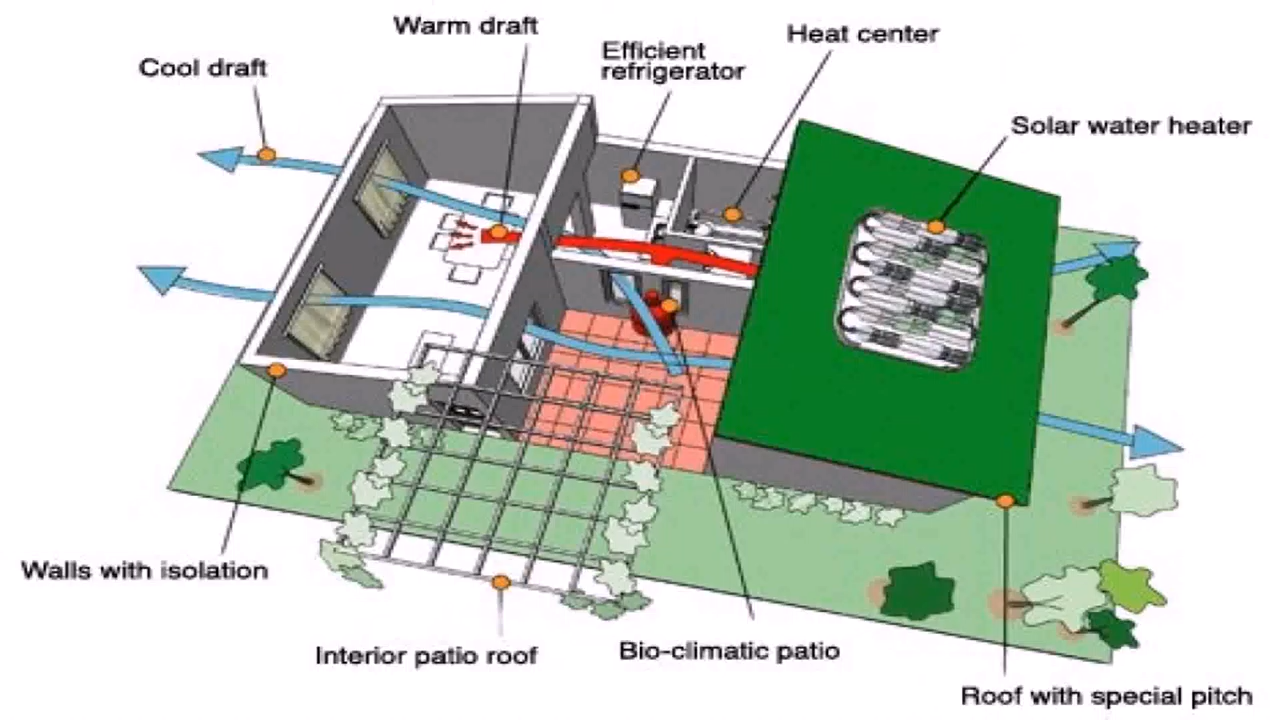 Warm draft
Efficient
refrigerator
Heat center
Cool draft
Solar water heater
Walls with isolation
Interior patio roof
Bio-climatic patio
Roof with special pitch